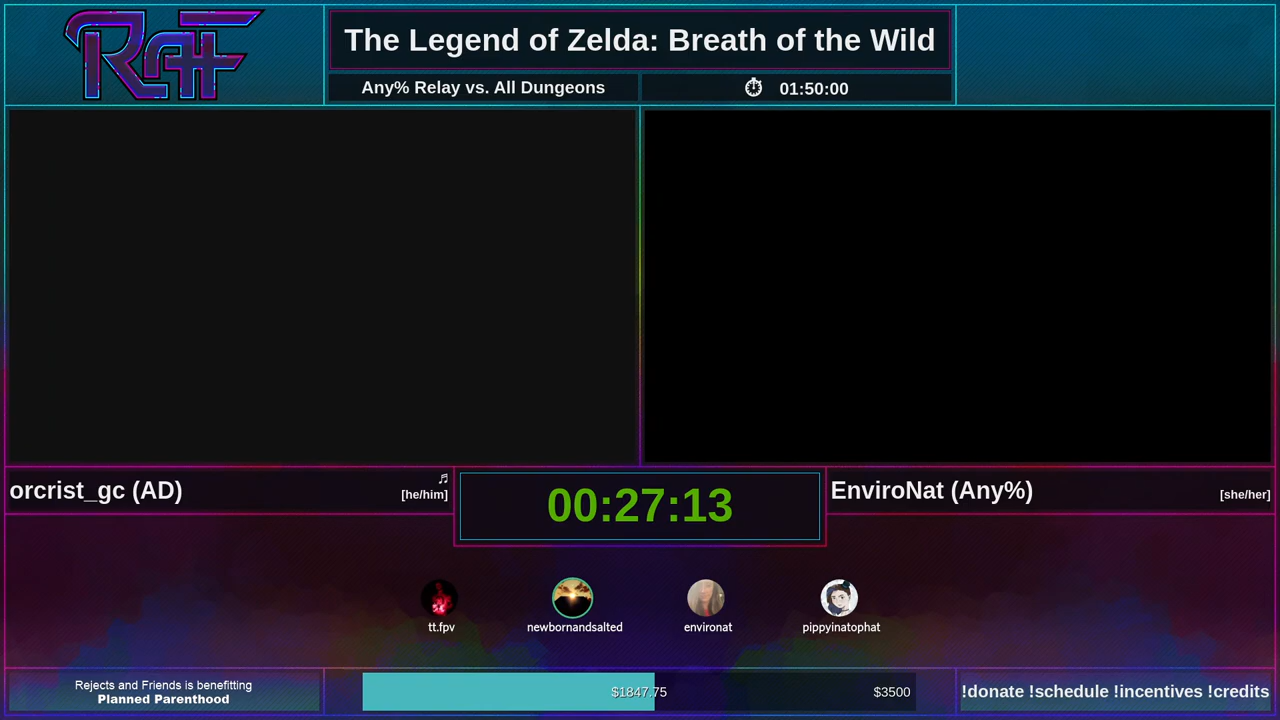 RAF
The Legend of Zelda: Breath of the Wild
Any% Relay vs. All Dungeons
01:50:00
orcrist_gc (AD)
[he/him]
00:27:13
EnviroNat (Any%)
[she/her]
tt.fpv
newbornandsalted
environat
pippyinatophat
Rejects and Friends is benefitting
Planned Parenthood
$1847.75
$3500
!donate !schedule !incentives !credits